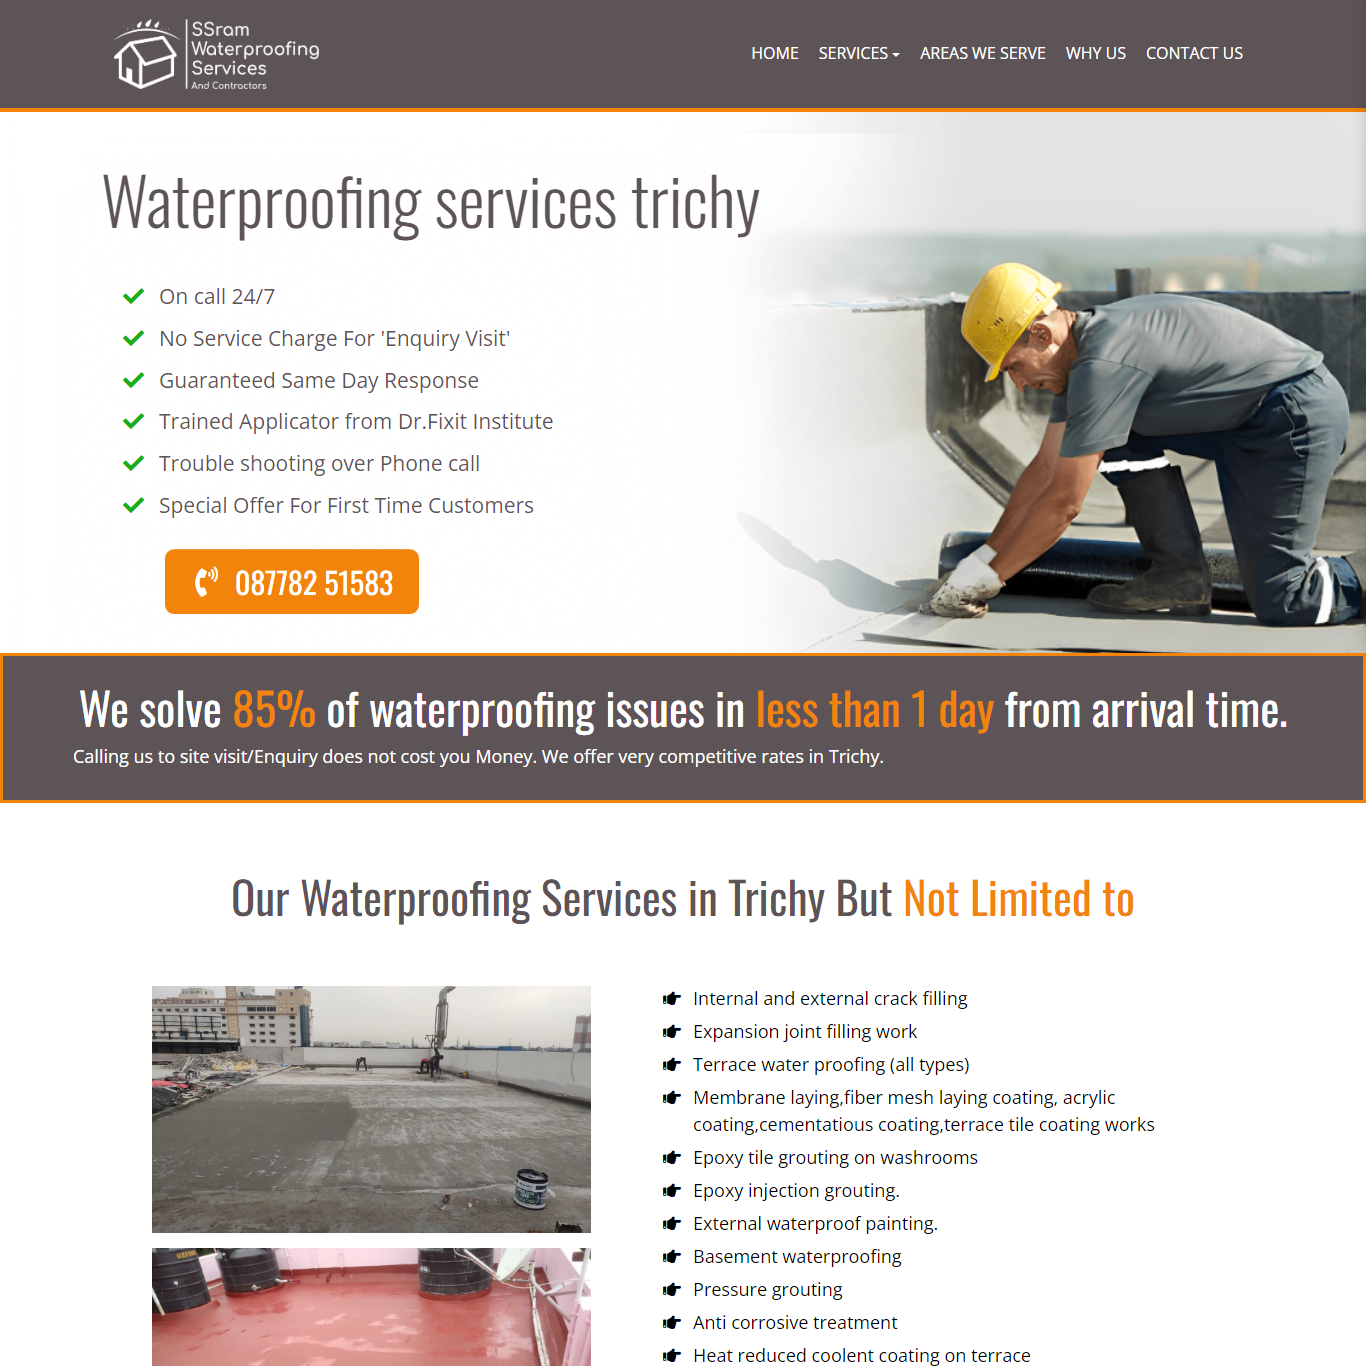 SSram
Waterproofing
Services
And Contractors
HOME SERVICES AREAS WE SERVE WHY US CONTACT US
Waterproofing services trichy
On call 24/7
No Service Charge For 'Enquiry Visit'
Guaranteed Same Day Response
Trained Applicator from Dr.Fixit Institute
Trouble shooting over Phone call
Special Offer For First Time Customers
087782 51583
We solve 85% of waterproofing issues in less than 1 day from arrival time.
Calling us to site visit/Enquiry does not cost you Money. We offer very competitive rates in Trichy.
Our Waterproofing Services in Trichy But Not Limited to
Internal and external crack filling
Expansion joint filling work
Terrace water proofing (all types)
Membrane laying,fiber mesh laying coating, acrylic
coating,cementatious coating,terrace tile coating works
Epoxy tile grouting on washrooms
Epoxy injection grouting.
External waterproof painting.
Basement waterproofing
Pressure grouting
Anti corrosive treatment
Heat reduced coolent coating on terrace